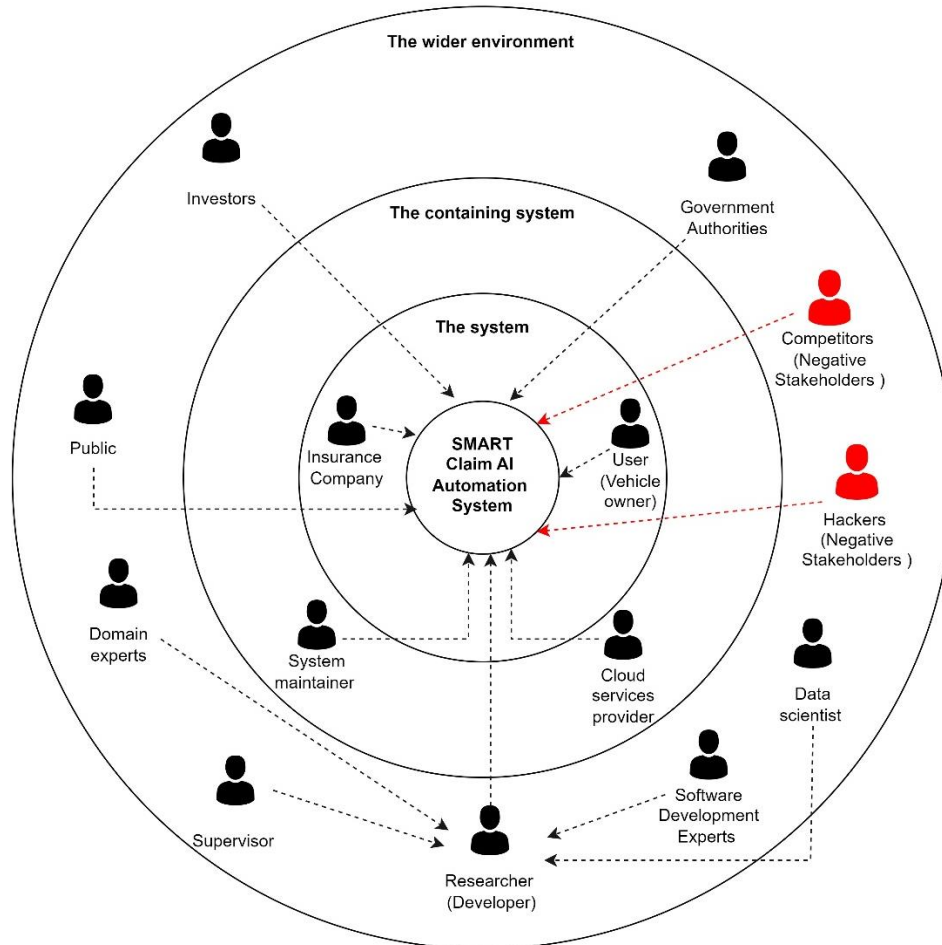 The wider environment
Investors
Government
Authorities
The containing system
Competitors
(Negative
Stakeholders )
The system
Public
Insurance
Company
SMART
Claim AI
Automation
System
User
(Vehicle
owner)
Hackers
(Negative
Stakeholders )
Domain
experts
System
maintainer
Cloud
services
provider
Data
scientist
Supervisor
Software
Development
Experts
Researcher
(Developer)